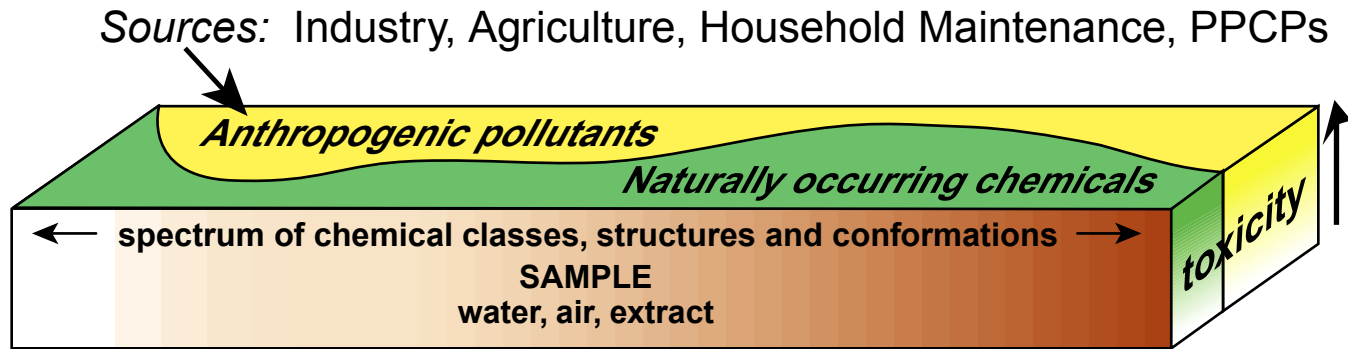 Sources: Industry, Agriculture, Household Maintenance, PPCPs
Anthropogenic pollutants
Naturally occurring chemicals
spectrum of chemical classes, structures and conformations
toxicity
SAMPLE
water, air, extract